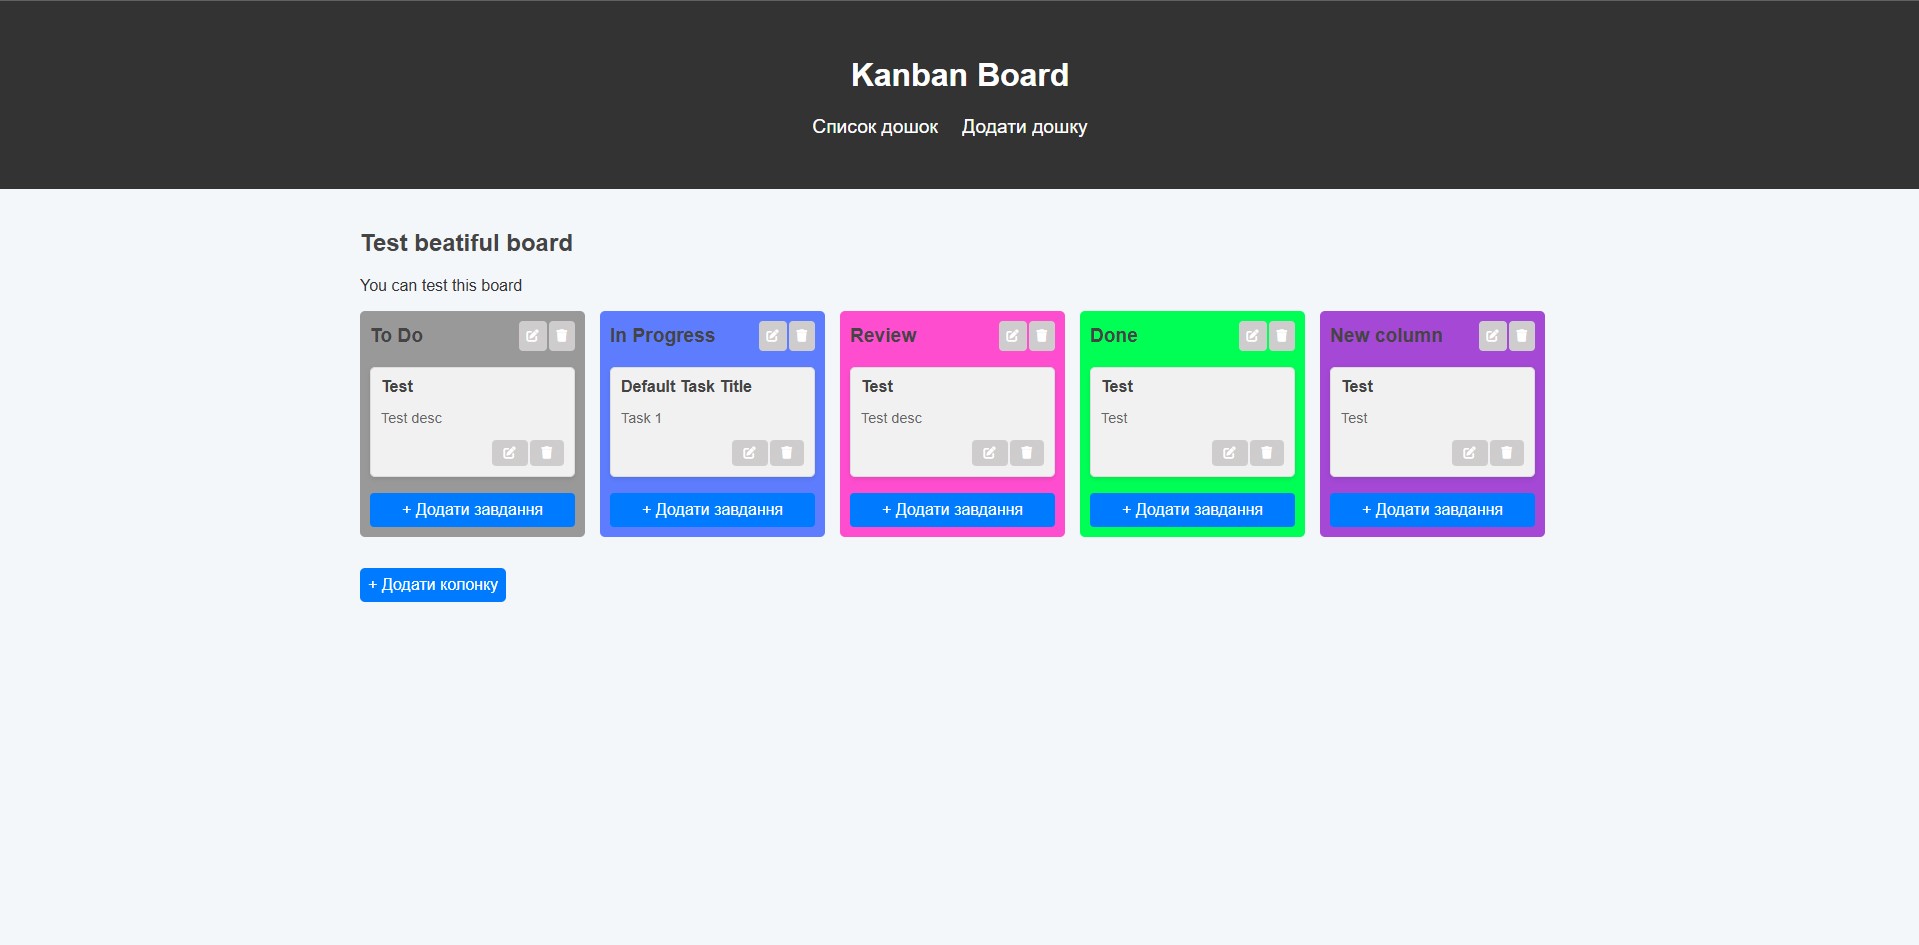 Kanban Board
Список дошок Додати дошку
Test beatiful board
You can test this board
To Do
Test
Test desc
+ Додати завдання
In Progress
Default Task Title
Task 1
+ Додати завдання
Review
Test
Test desc
+ Додати завдання
Done
Test
Test
+ Додати завдання
New column
Test
Test
+ Додати завдання
+ Додати колонку